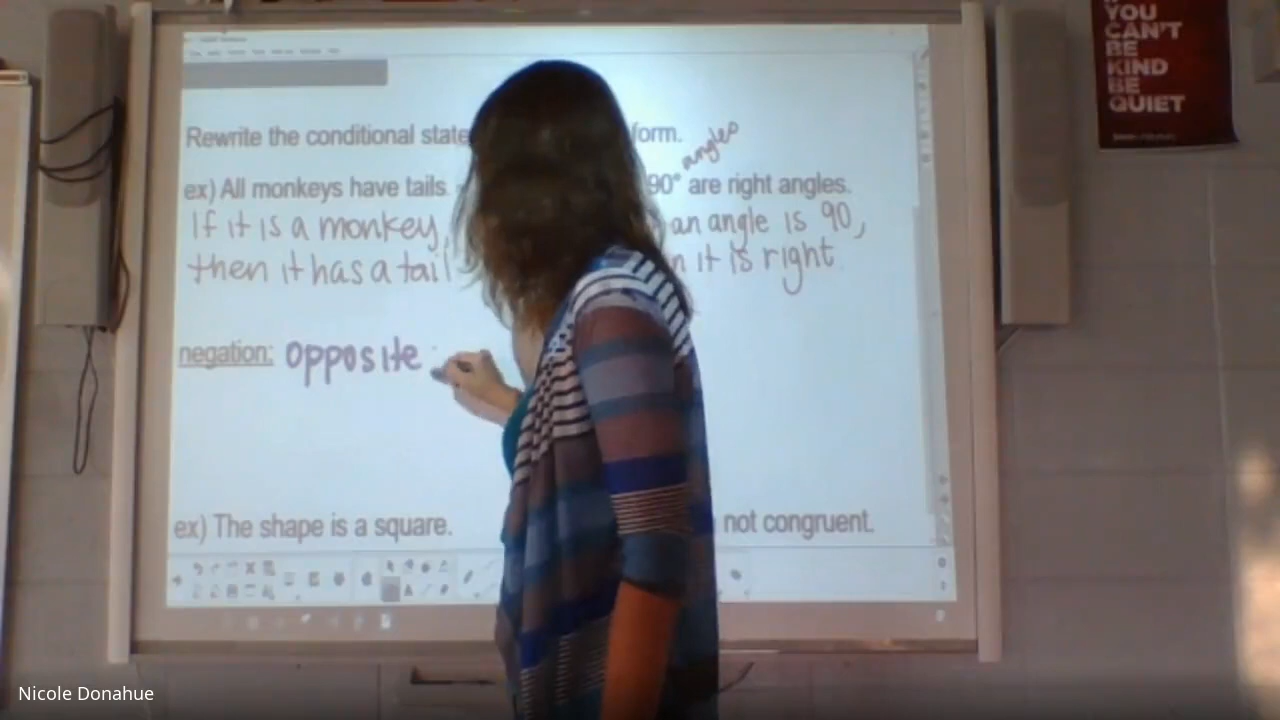 YOU
CAN'T
BE
KIND
BE
QUIET
Rewrite the conditional state form.
angles
ex) All monkeys have tails. 90° are right angles.
If it is a monkey, an angle is 90,
then it has a tail it is right
negation: opposite
ex) The shape is a square. not congruent.
Nicole Donahue